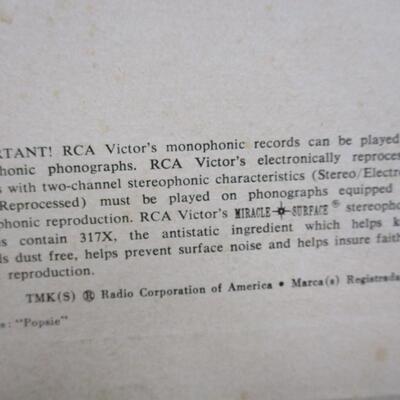 RTANT! RCA Victor's monophonic records can be played
phonic phonographs. RCA Victor's electronically reproces
s with two-channel stereophonic characteristics (Stereo/Electro
Reprocessed) must be played on phonographs equipped
phonic reproduction. RCA Victor's MIRACLE SURFACE® stereopho
s contain 317X, the antistatic ingredient which helps k
ds dust free, helps prevent surface noise and helps insure faith
reproduction.
TMK(S) ® Radio Corporation of America • Marca(s) Registrada
s: "Popsie"